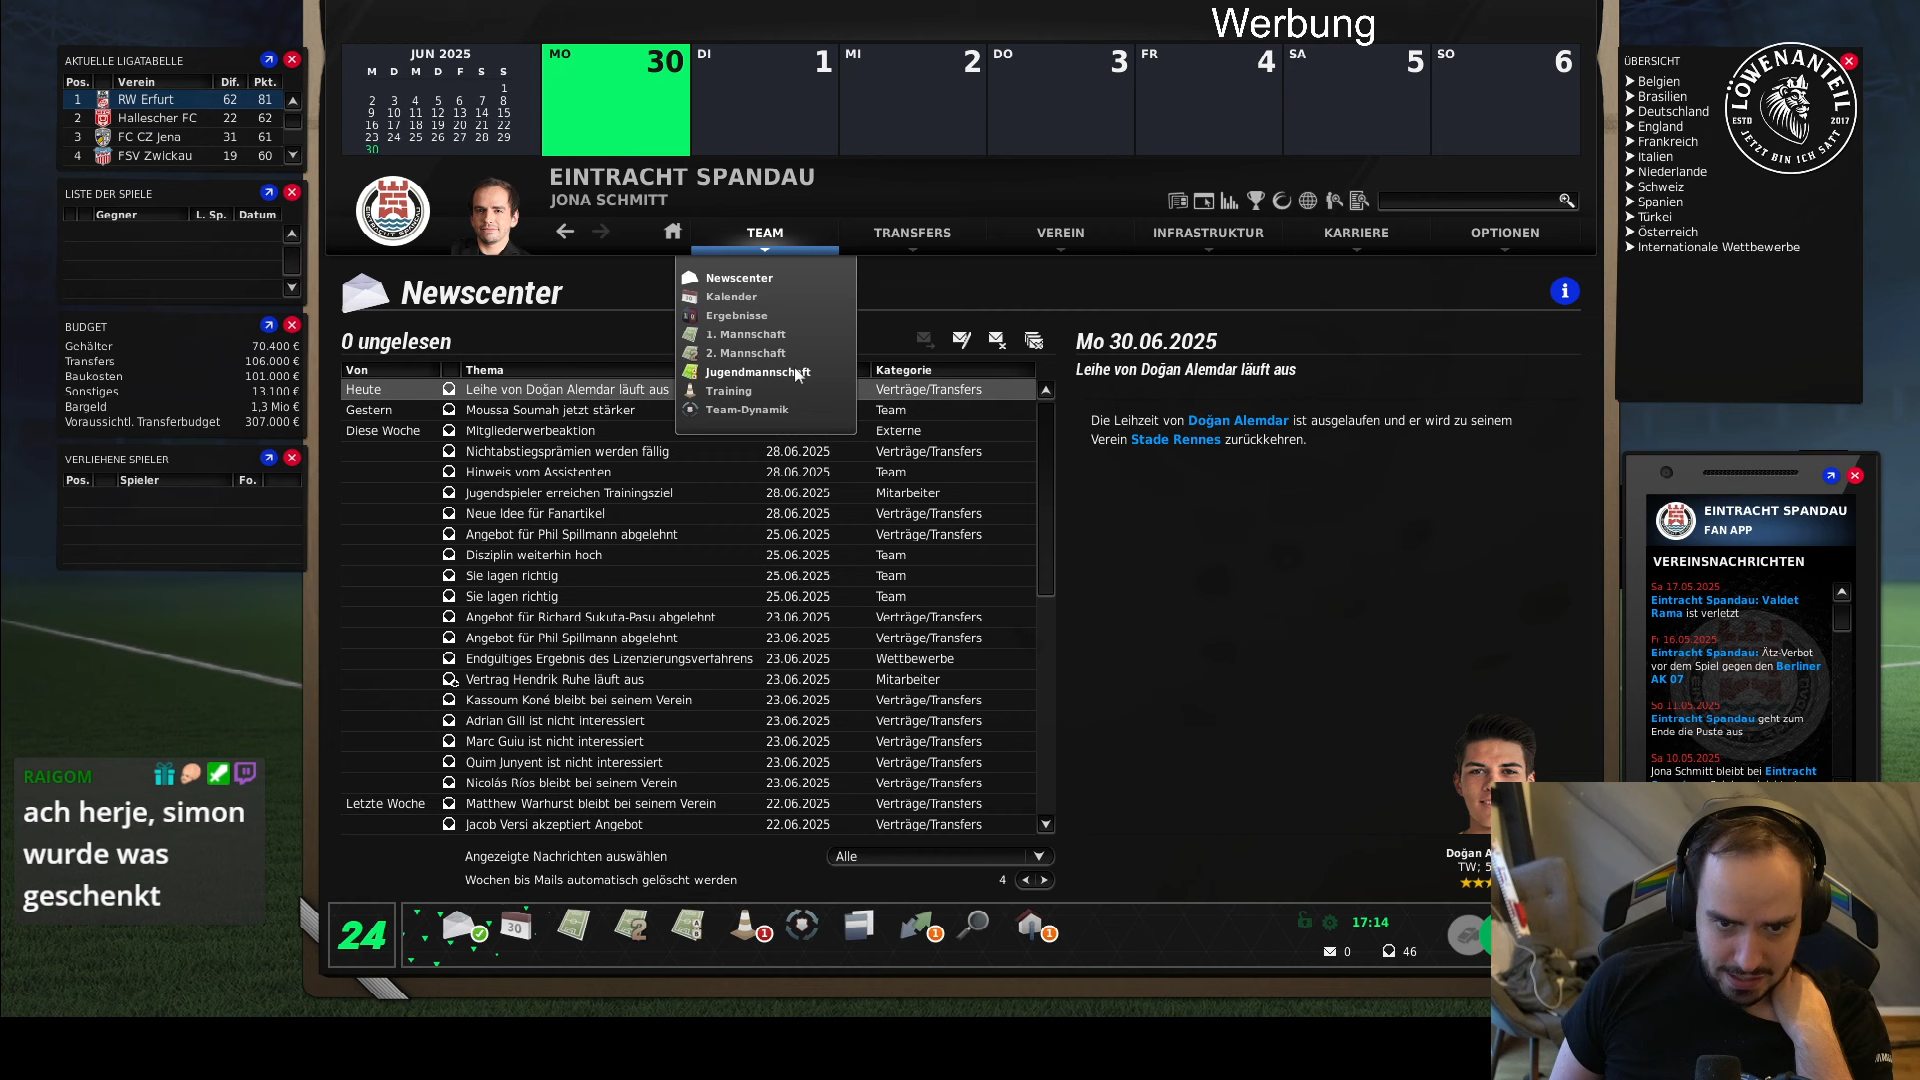 Werbung
AKTUELLE LIGATABELLE
Pos. Verein Dif. Pkt.
1 RW Erfurt 62 81
2 Hallescher FC 22 62
3 FC CZ Jena 31 61
4 FSV Zwickau 19 60
LISTE DER SPIELE
Gegner L. Sp. Datum
BUDGET
Gehälter 70.400 €
Transfers 106.000 €
Baukosten 101.000 €
Sonstiges 13.100 €
Bargeld 1,3 Mio €
Voraussichtl. Transferbudget 307.000 €
VERLIEHENE SPIELER
Pos. Spieler Fo.
JUN 2025
M D M D F S S
1
2 3 4 5 6 7 8
9 10 11 12 13 14 15
16 17 18 19 20 21 22
23 24 25 26 27 28 29
30
MO 30
DI 1
MI 2
DO 3
FR 4
SA 5
SO 6
EINTRACHT SPANDAU
JONA SCHMITT
TEAM TRANSFERS VEREIN INFRASTRUKTUR KARRIERE OPTIONEN
Newscenter
Kalender
Ergebnisse
1. Mannschaft
2. Mannschaft
Jugendmannschaft
Training
Team-Dynamik
Newscenter
0 ungelesen
Von Thema Kategorie
Heute Leihe von Doğan Alemdar läuft aus Verträge/Transfers
Gestern Moussa Soumah jetzt stärker Team
Diese Woche Mitgliederwerbeaktion Externe
Nichtabstiegsprämien werden fällig 28.06.2025 Verträge/Transfers
Hinweis vom Assistenten 28.06.2025 Team
Jugendspieler erreichen Trainingsziel 28.06.2025 Mitarbeiter
Neue Idee für Fanartikel 28.06.2025 Verträge/Transfers
Angebot für Phil Spillmann abgelehnt 25.06.2025 Verträge/Transfers
Disziplin weiterhin hoch 25.06.2025 Team
Sie lagen richtig 25.06.2025 Team
Sie lagen richtig 25.06.2025 Team
Angebot für Richard Sukuta-Pasu abgelehnt 23.06.2025 Verträge/Transfers
Angebot für Phil Spillmann abgelehnt 23.06.2025 Verträge/Transfers
Endgültiges Ergebnis des Lizenzierungsverfahrens 23.06.2025 Wettbewerbe
Vertrag Hendrik Ruhe läuft aus 23.06.2025 Mitarbeiter
Kassoum Koné bleibt bei seinem Verein 23.06.2025 Verträge/Transfers
Adrian Gill ist nicht interessiert 23.06.2025 Verträge/Transfers
Marc Guiu ist nicht interessiert 23.06.2025 Verträge/Transfers
Quim Junyent ist nicht interessiert 23.06.2025 Verträge/Transfers
Nicolás Ríos bleibt bei seinem Verein 23.06.2025 Verträge/Transfers
Letzte Woche Matthew Warhurst bleibt bei seinem Verein 22.06.2025 Verträge/Transfers
Jacob Versi akzeptiert Angebot 22.06.2025 Verträge/Transfers
Angezeigte Nachrichten auswählen Alle
Wochen bis Mails automatisch gelöscht werden 4
Mo 30.06.2025
Leihe von Doğan Alemdar läuft aus
Die Leihzeit von Doğan Alemdar ist ausgelaufen und er wird zu seinem
Verein Stade Rennes zurückkehren.
Doğan A
TW; 5
24
30
2
1
1
1
17:14
0 46
ÜBERSICHT
Belgien
Brasilien
Deutschland
England
Frankreich
Italien
Niederlande
Schweiz
Spanien
Türkei
Österreich
Internationale Wettbewerbe
LÖWENANTEIL
ESTD 2017
JETZT BIN ICH SATT
EINTRACHT SPANDAU
FAN APP
VEREINSNACHRICHTEN
Sa 17.05.2025
Eintracht Spandau: Valdet
Rama ist verletzt
Fr 16.05.2025
Eintracht Spandau: Ätz-Verbot
vor dem Spiel gegen den Berliner
AK 07
So 11.05.2025
Eintracht Spandau geht zum
Ende die Puste aus
Sa 10.05.2025
Jona Schmitt bleibt bei Eintracht
RAIGOM
ach herje, simon
wurde was
geschenkt